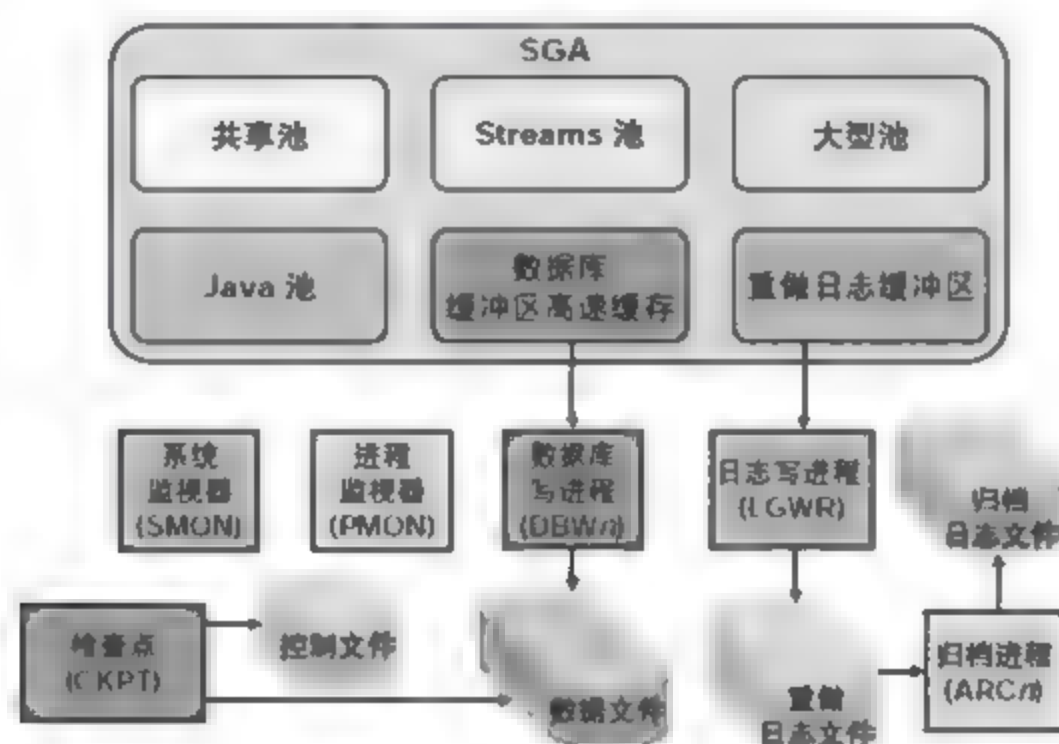 SGA
共享池
Streams 池
大型池
Java 池
数据库
缓冲区高速缓存
重做日志缓冲区
系统
监视器
(SMON)
进程
监视器
(PMON)
数据库
写进程
(DBWn)
日志写进程
(LGWR)
归档
日志文件
检查点
(CKPT)
控制文件
数据文件
重做
日志文件
归档进程
(ARCn)